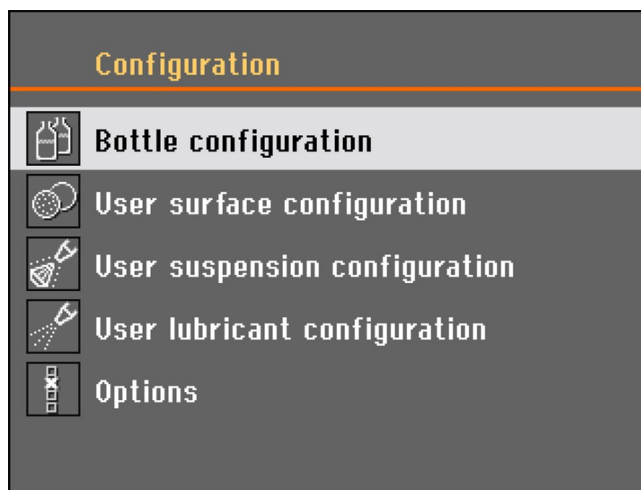 Configuration
Bottle configuration
User surface configuration
User suspension configuration
User lubricant configuration
Options